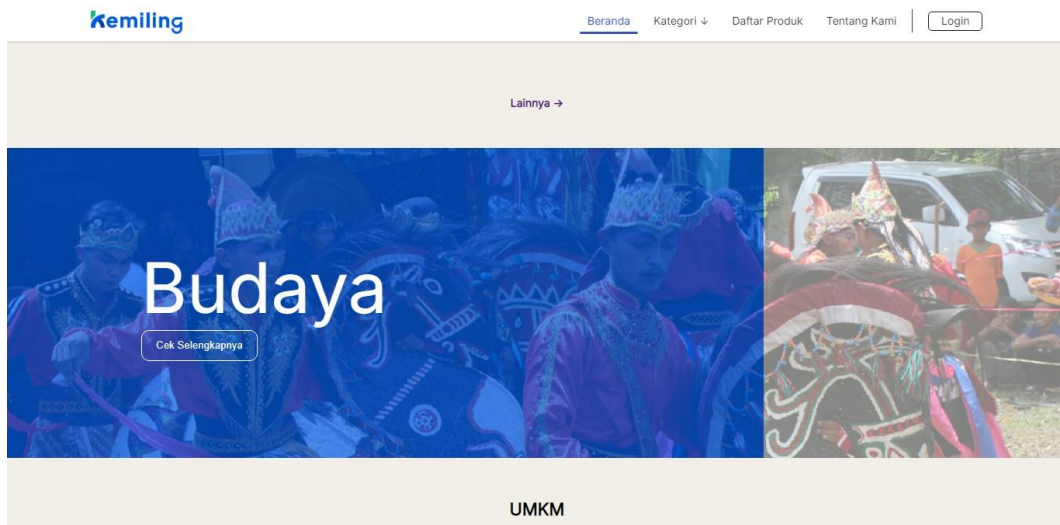 Kemiling
Beranda Kategori ↓ Daftar Produk Tentang Kami Login
Lainnya →
Budaya
Cek Selengkapnya
UMKM